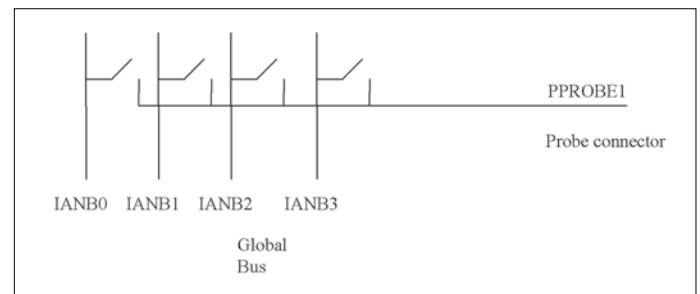 PPROBE1
Probe connector
IANB0 IANB1 IANB2 IANB3
Global
Bus